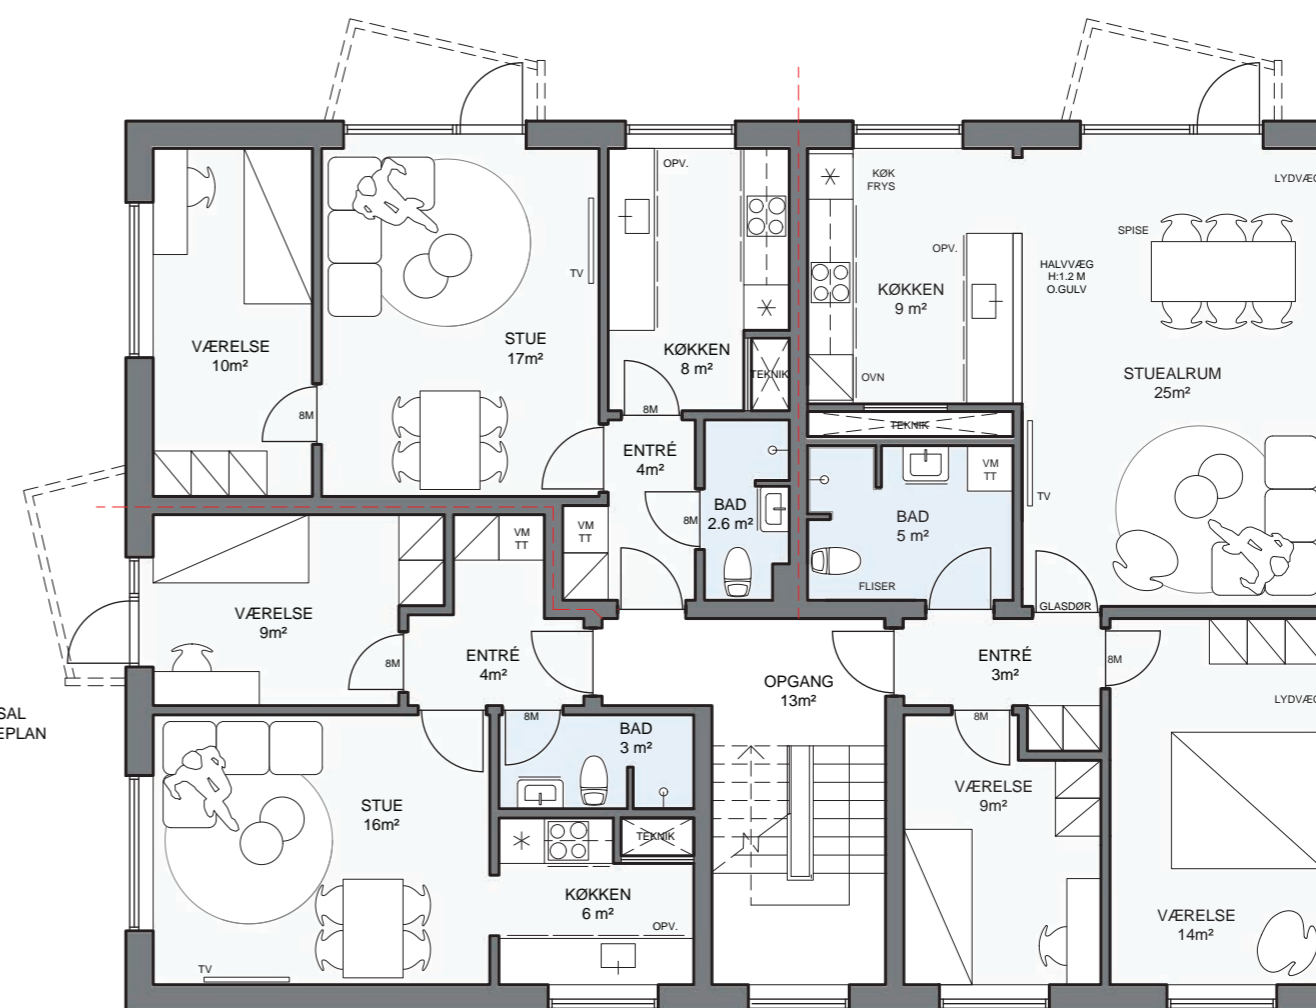 OPV.
KØK
FRYS
LYDVÆG
SPISE
OPV.
TV
HALVVÆG
H:1.2 M
O.GULV
KØKKEN
9 m²
STUE
17m²
VÆRELSE
10m²
KØKKEN
8 m²
TEKNIK
OVN
STUEALRUM
25m²
8M
8M
TEKNIK
ENTRÉ
4m²
VM
TT
TV
BAD
2.6 m²
BAD
5 m²
8M
VM
TT
VM
TT
FLISER
GLASDØR
VÆRELSE
9m²
ENTRÉ
4m²
8M
ENTRÉ
3m²
8M
OPGANG
13m²
LYDVÆG
SAL
EPLAN
8M
BAD
3 m²
8M
VÆRELSE
9m²
STUE
16m²
TEKNIK
KØKKEN
6 m²
OPV.
VÆRELSE
14m²
TV